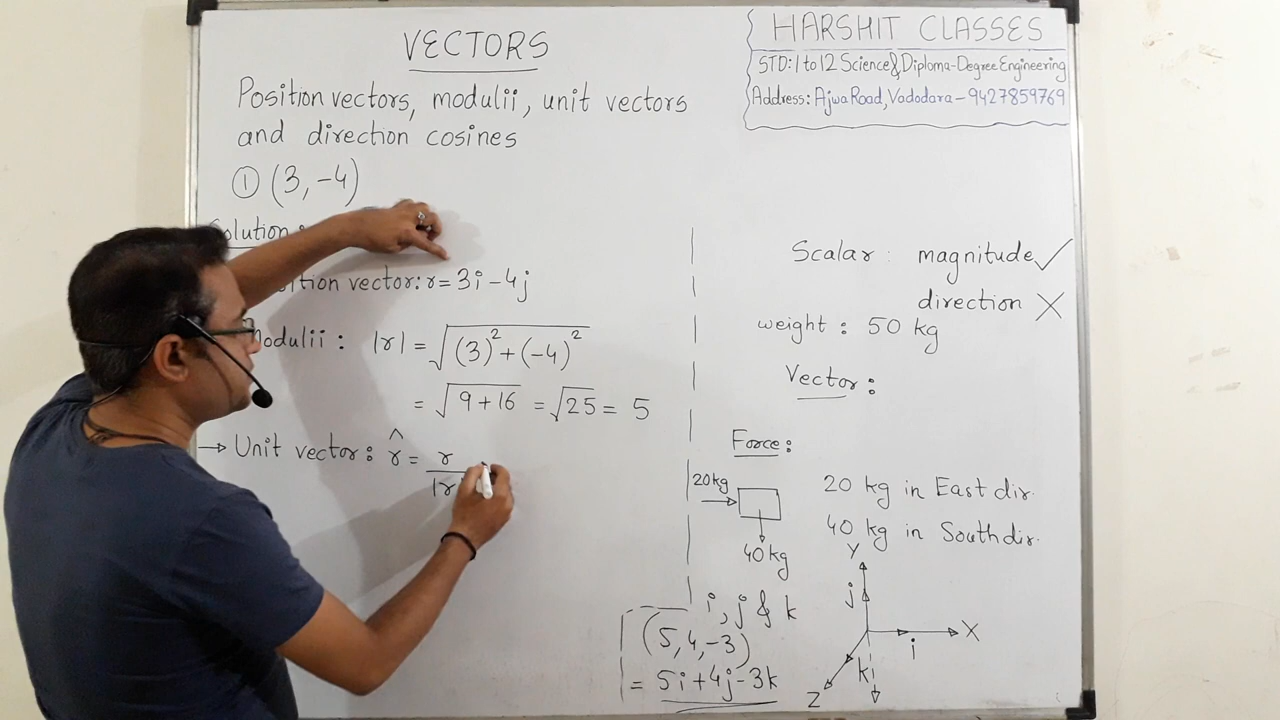 VECTORS
Position vectors, modulii, unit vectors
and direction cosines
① (3, -4)
olution :
ition vector: r = 3i - 4j
Modulii : |r| = √(3)² + (-4)²
= √9 + 16 = √25 = 5
→ Unit vector: r̂ = r / |r
HARSHIT CLASSES
STD: 1 to 12 Science & Diploma-Degree Engineering
Address: Ajwa Road, Vadodara - 9427859769
Scalar : magnitude ✓
direction X
weight : 50 kg
Vector :
Force :
20 kg
40 kg
20 kg in East dir.
40 kg in South dir.
i, j & k
(5, 4, -3)
= 5i + 4j - 3k
Y
j
X
i
k
Z